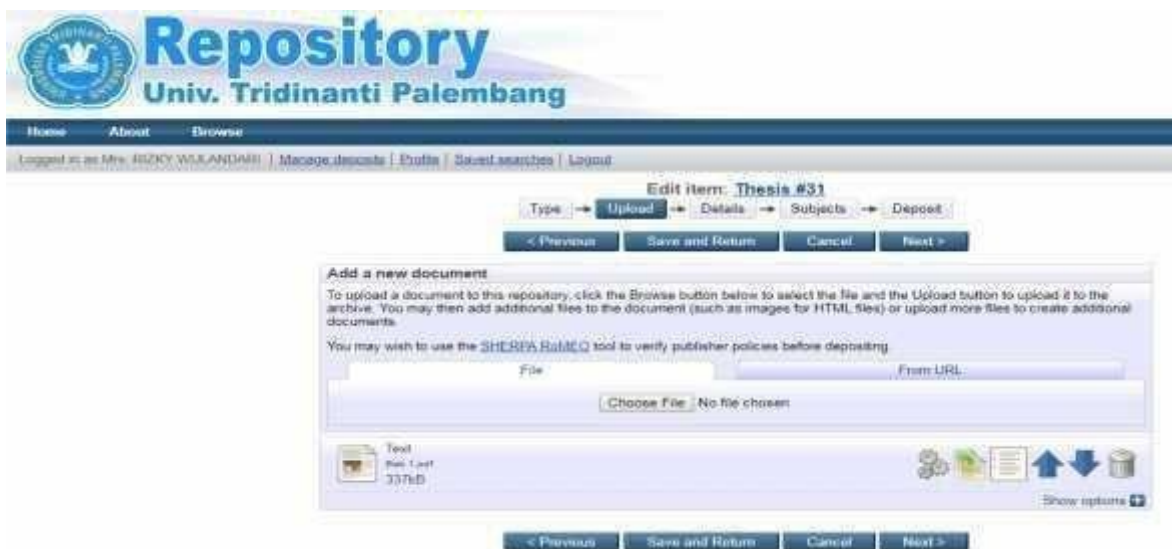 Repository
Univ. Tridinanti Palembang
Home About Browse
Logged in as Mrs. RIZKY WULANDARI | Manage deposits | Profile | Saved searches | Logout
Edit item: Thesis #31
Type → Upload → Details → Subjects → Deposit
< Previous Save and Return Cancel Next >
Add a new document
To upload a document to this repository, click the Browse button below to select the file and the Upload button to upload it to the
archive. You may then add additional files to the document (such as images for HTML files) or upload more files to create additional
documents.
You may wish to use the SHERPA RoMEO tool to verify publisher policies before depositing.
File From URL
Choose File No file chosen
Text
337kB
Show options
< Previous Save and Return Cancel Next >